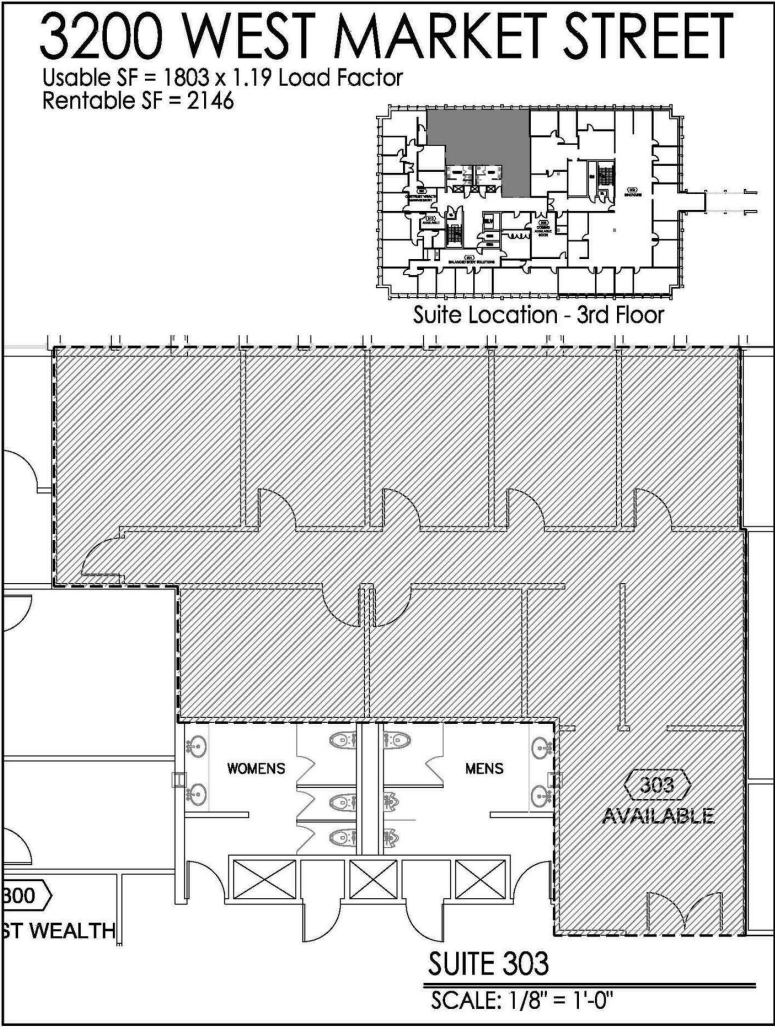 3200 WEST MARKET STREET
Usable SF = 1803 x 1.19 Load Factor
Rentable SF = 2146
Suite Location - 3rd Floor
WOMENS
MENS
303
AVAILABLE
300
ST WEALTH
SUITE 303
SCALE: 1/8" = 1'-0"